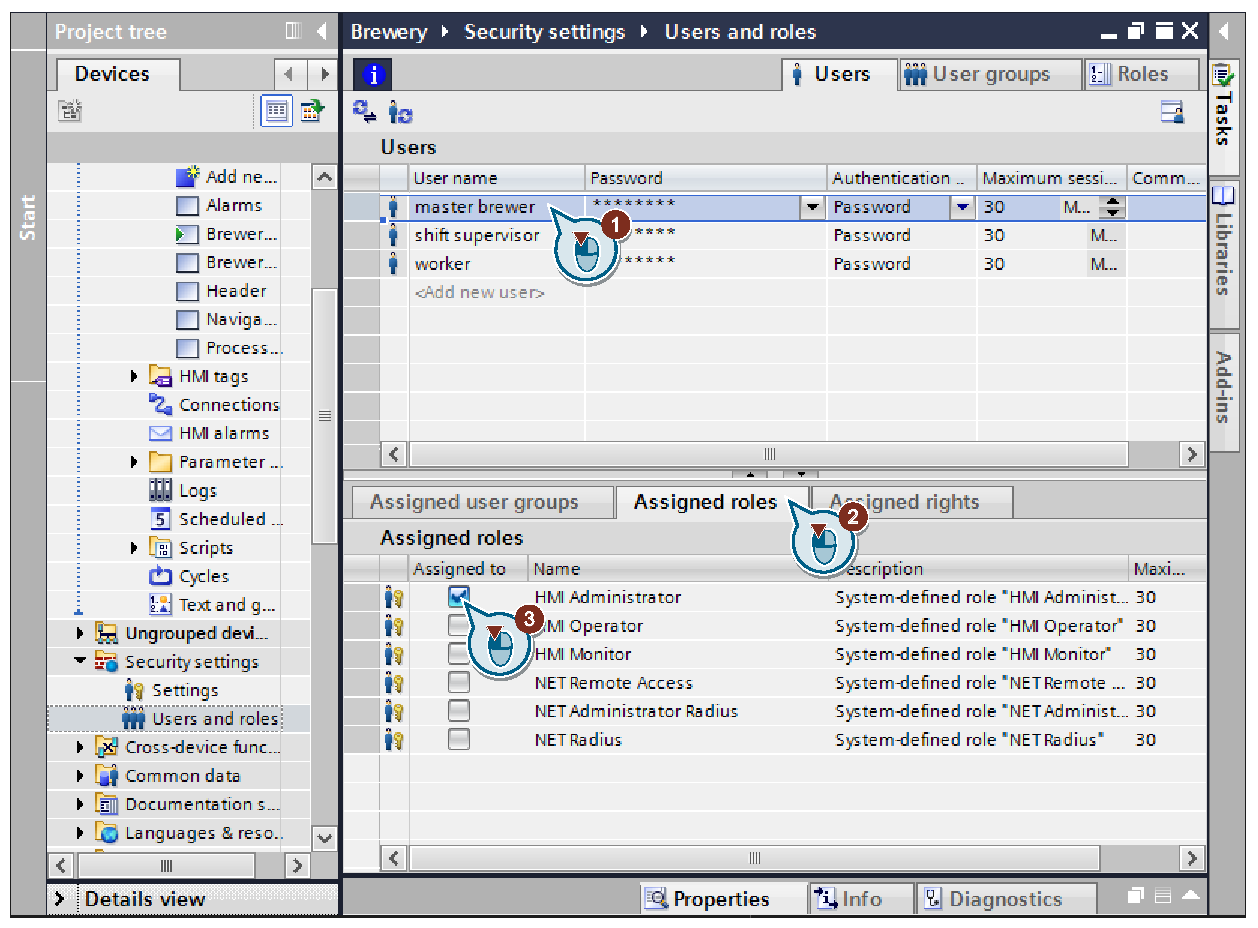 Project tree
Brewery ▸ Security settings ▸ Users and roles
Start
Devices
Users
User groups
Roles
Tasks
Libraries
Add-ins
Users
User name Password Authentication .. Maximum sessi... Comm...
master brewer ******** Password 30 M...
1
shift supervisor **** Password 30 M...
worker ***** Password 30 M...
<Add new user>
Add ne...
Alarms
Brewer...
Brewer...
Header
Naviga...
Process...
HMI tags
Connections
HMI alarms
Parameter ...
Logs
Scheduled ...
Scripts
Cycles
Text and g...
Ungrouped devi...
Security settings
Settings
Users and roles
Cross-device func...
Common data
Documentation s...
Languages & reso..
Details view
Assigned user groups
Assigned roles
Assigned rights
2
Assigned roles
Assigned to Name escription Maxi...
HMI Administrator System-defined role "HMI Administ... 30
3
HMI Operator System-defined role "HMI Operator" 30
HMI Monitor System-defined role "HMI Monitor" 30
NET Remote Access System-defined role "NET Remote ... 30
NET Administrator Radius System-defined role "NET Administ... 30
NET Radius System-defined role "NET Radius" 30
Properties
Info
Diagnostics